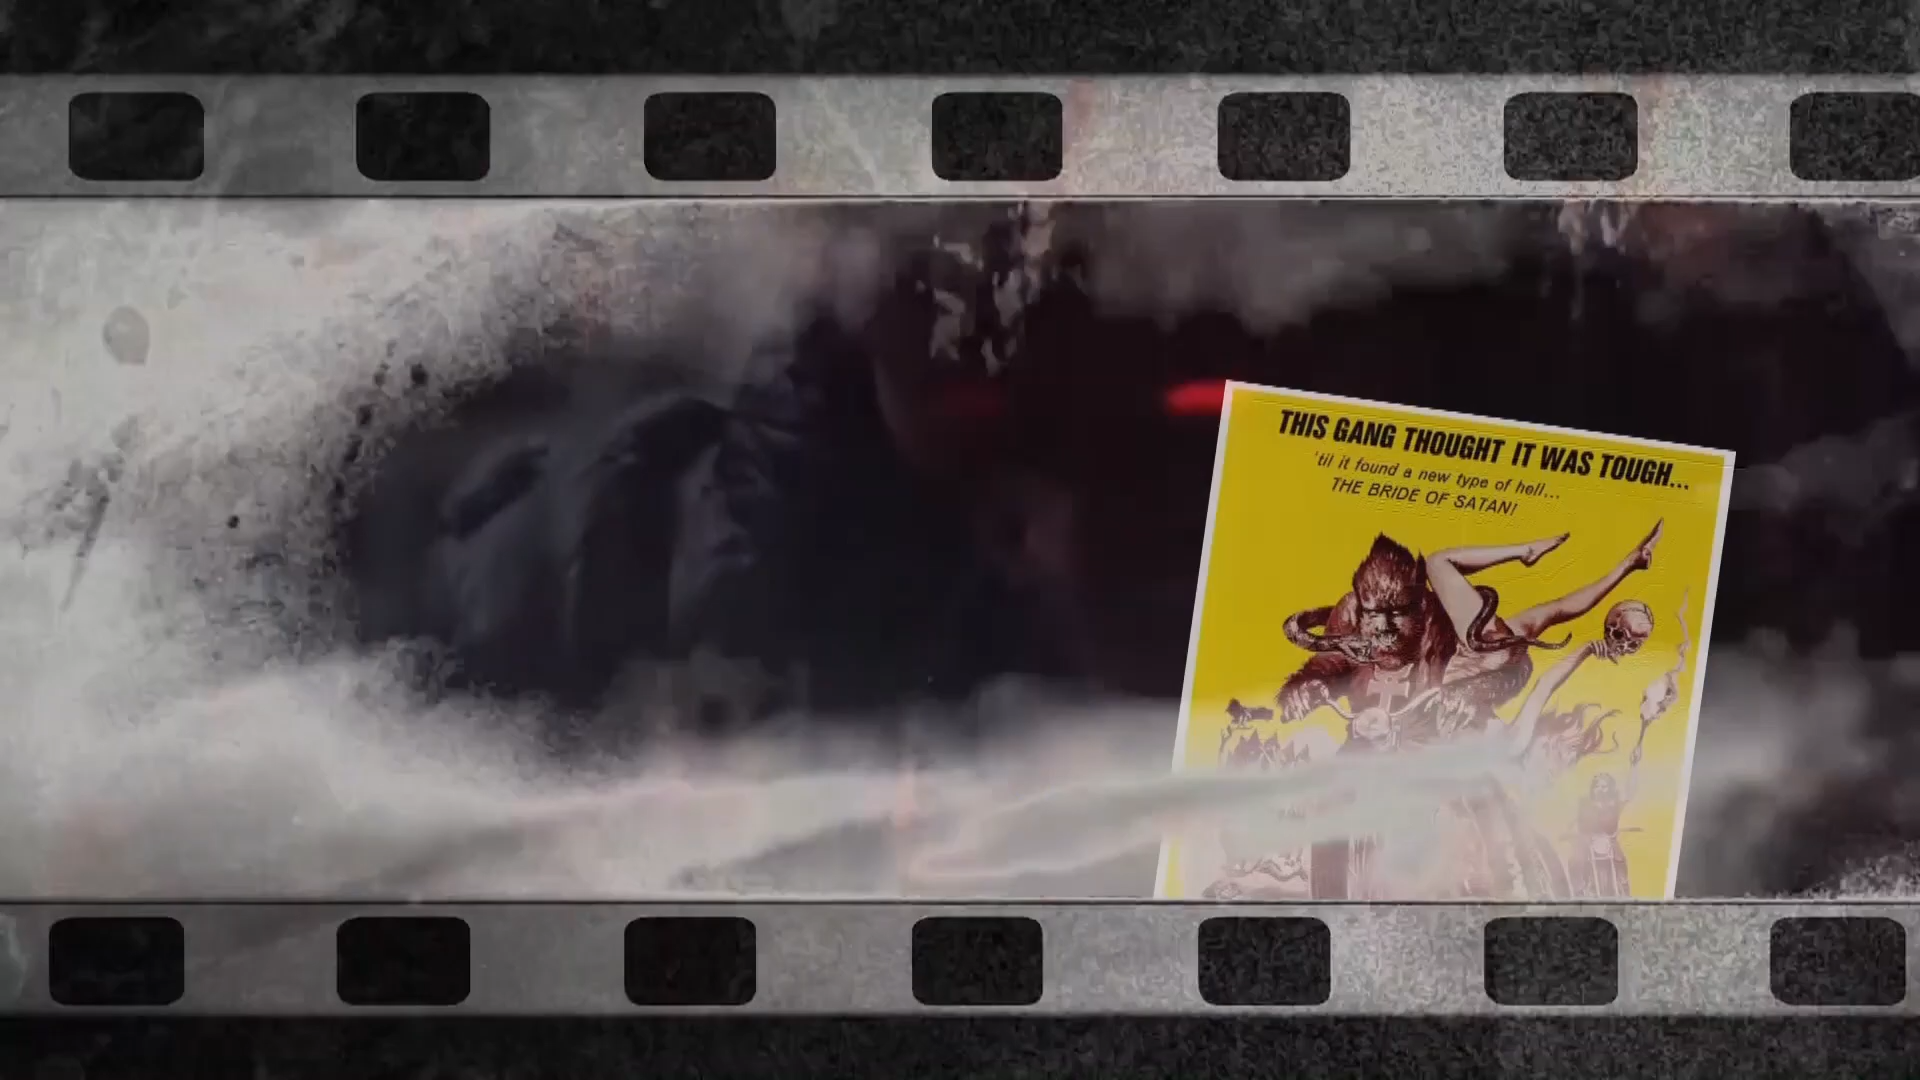 THIS GANG THOUGHT IT WAS TOUGH...
'til it found a new type of hell...
THE BRIDE OF SATAN!